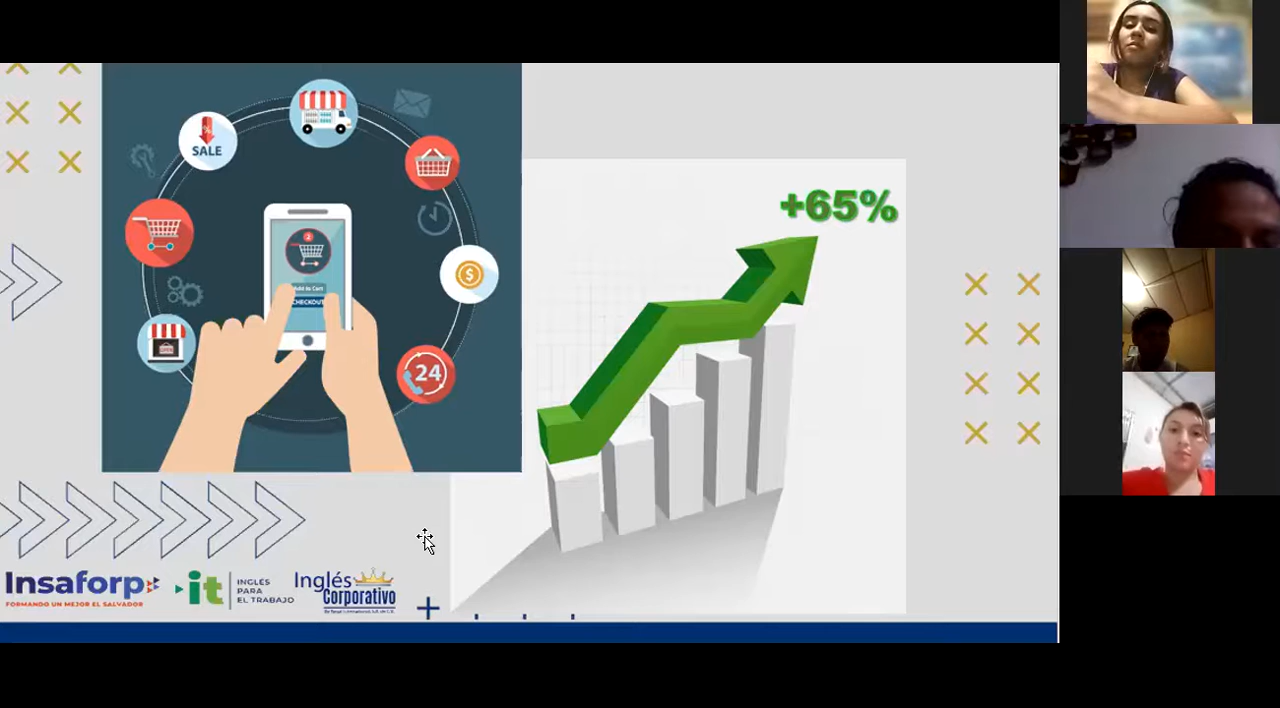 SALE
2
Add to Cart
CHECKOUT
$
24
+65%
Insaforp
FORMANDO UN MEJOR EL SALVADOR
it
INGLÉS
PARA
EL TRABAJO
Inglés
Corporativo